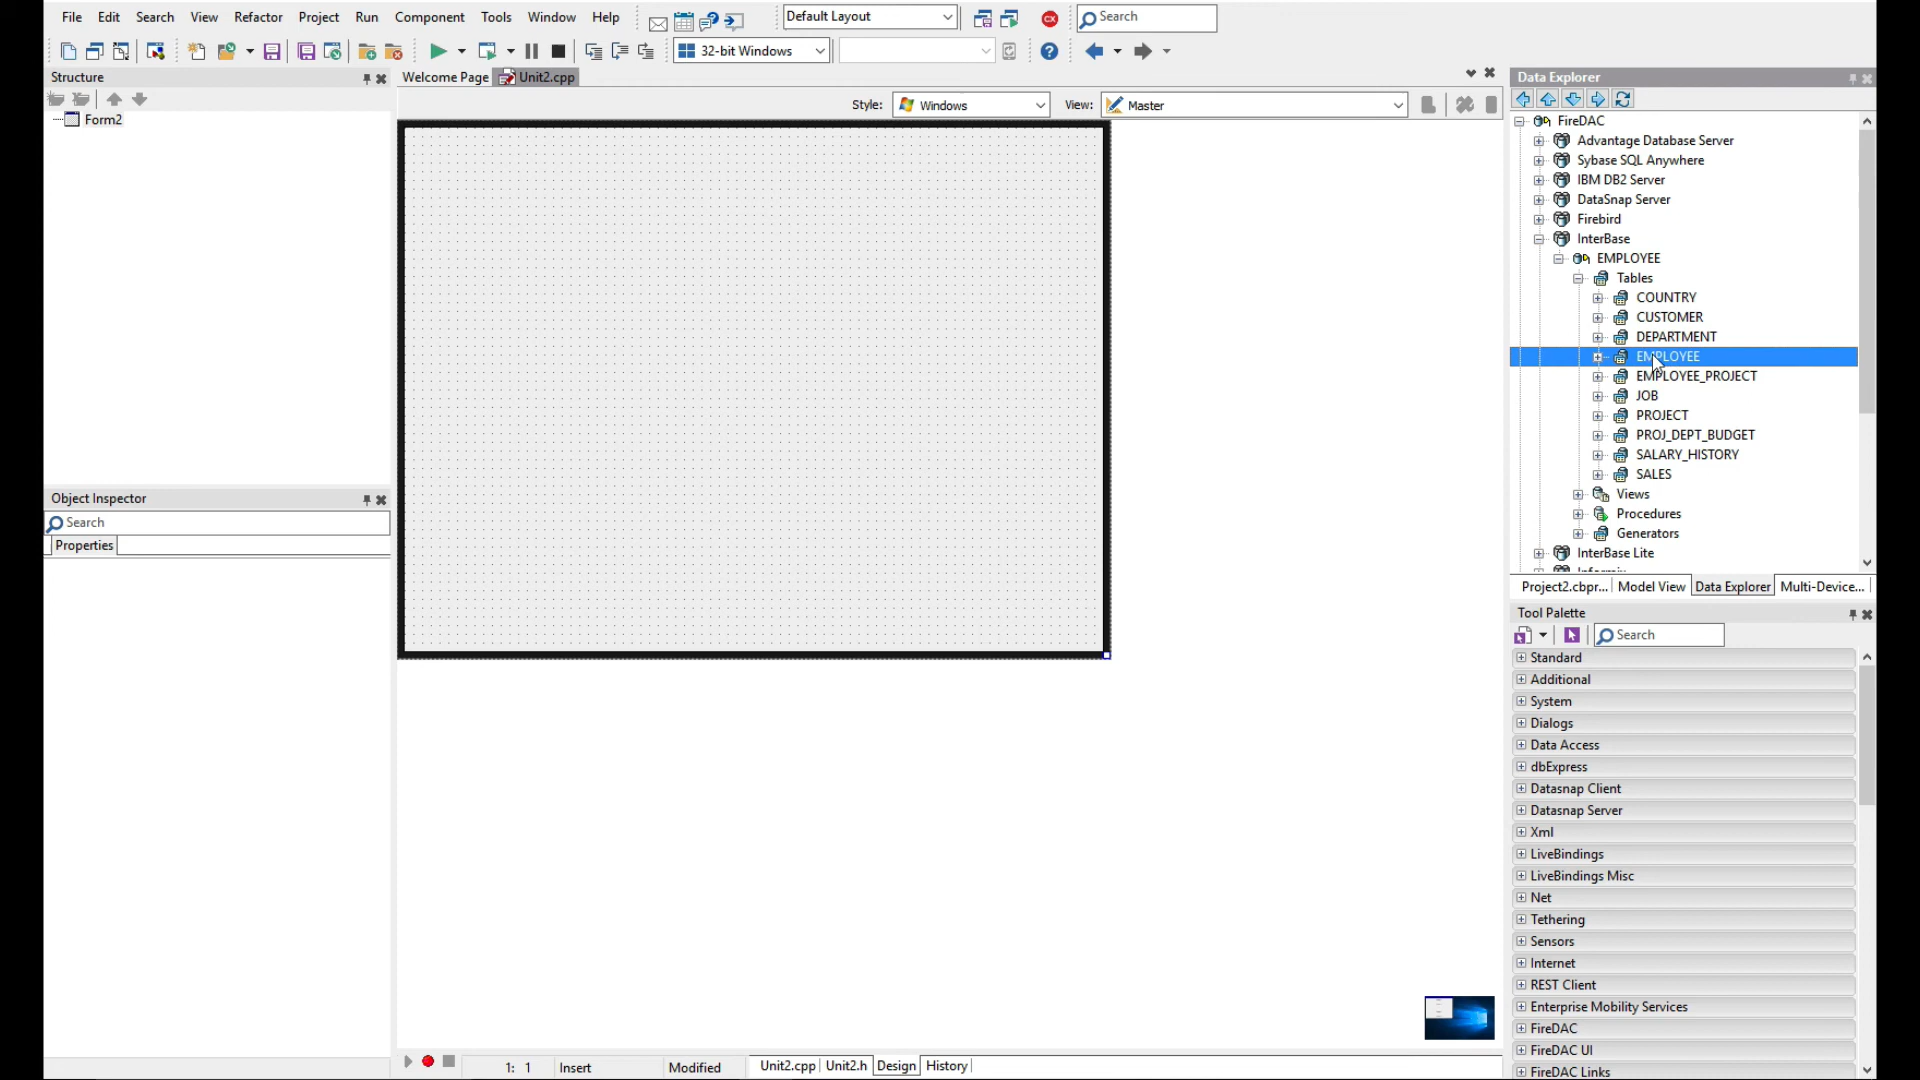 File Edit Search View Refactor Project Run Component Tools Window Help Default Layout CX Search
32-bit Windows
Structure
Form2
Object Inspector
Search
Properties
Welcome Page Unit2.cpp
Style: Windows View: Master
1: 1 Insert Modified Unit2.cpp Unit2.h Design History
Data Explorer
FireDAC
Advantage Database Server
Sybase SQL Anywhere
IBM DB2 Server
DataSnap Server
Firebird
InterBase
EMPLOYEE
Tables
COUNTRY
CUSTOMER
DEPARTMENT
EMPLOYEE
EMPLOYEE_PROJECT
JOB
PROJECT
PROJ_DEPT_BUDGET
SALARY_HISTORY
SALES
Views
Procedures
Generators
InterBase Lite
Project2.cbpr... Model View Data Explorer Multi-Device...
Tool Palette
Search
Standard
Additional
System
Dialogs
Data Access
dbExpress
Datasnap Client
Datasnap Server
Xml
LiveBindings
LiveBindings Misc
Net
Tethering
Sensors
Internet
REST Client
Enterprise Mobility Services
FireDAC
FireDAC UI
FireDAC Links